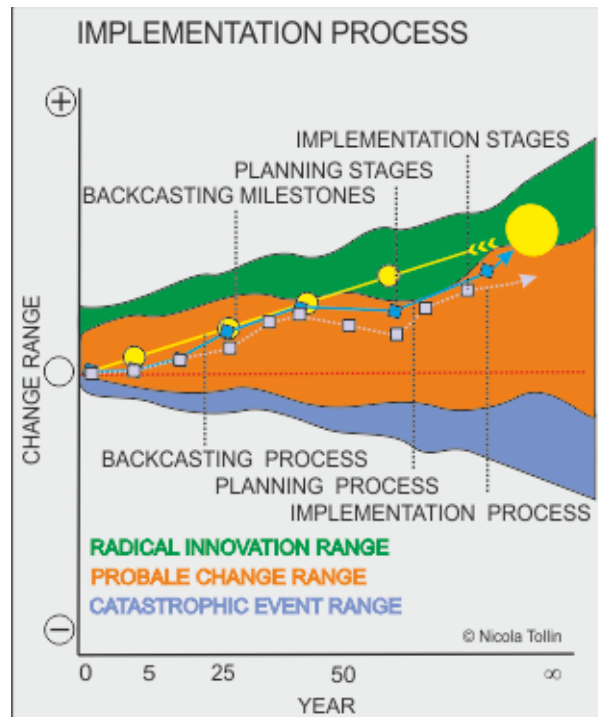 IMPLEMENTATION PROCESS
+
IMPLEMENTATION STAGES
PLANNING STAGES
BACKCASTING MILESTONES
CHANGE RANGE
BACKCASTING PROCESS
PLANNING PROCESS
IMPLEMENTATION PROCESS
RADICAL INNOVATION RANGE
PROBALE CHANGE RANGE
CATASTROPHIC EVENT RANGE
−
© Nicola Tollin
0 5 25 50 ∞
YEAR